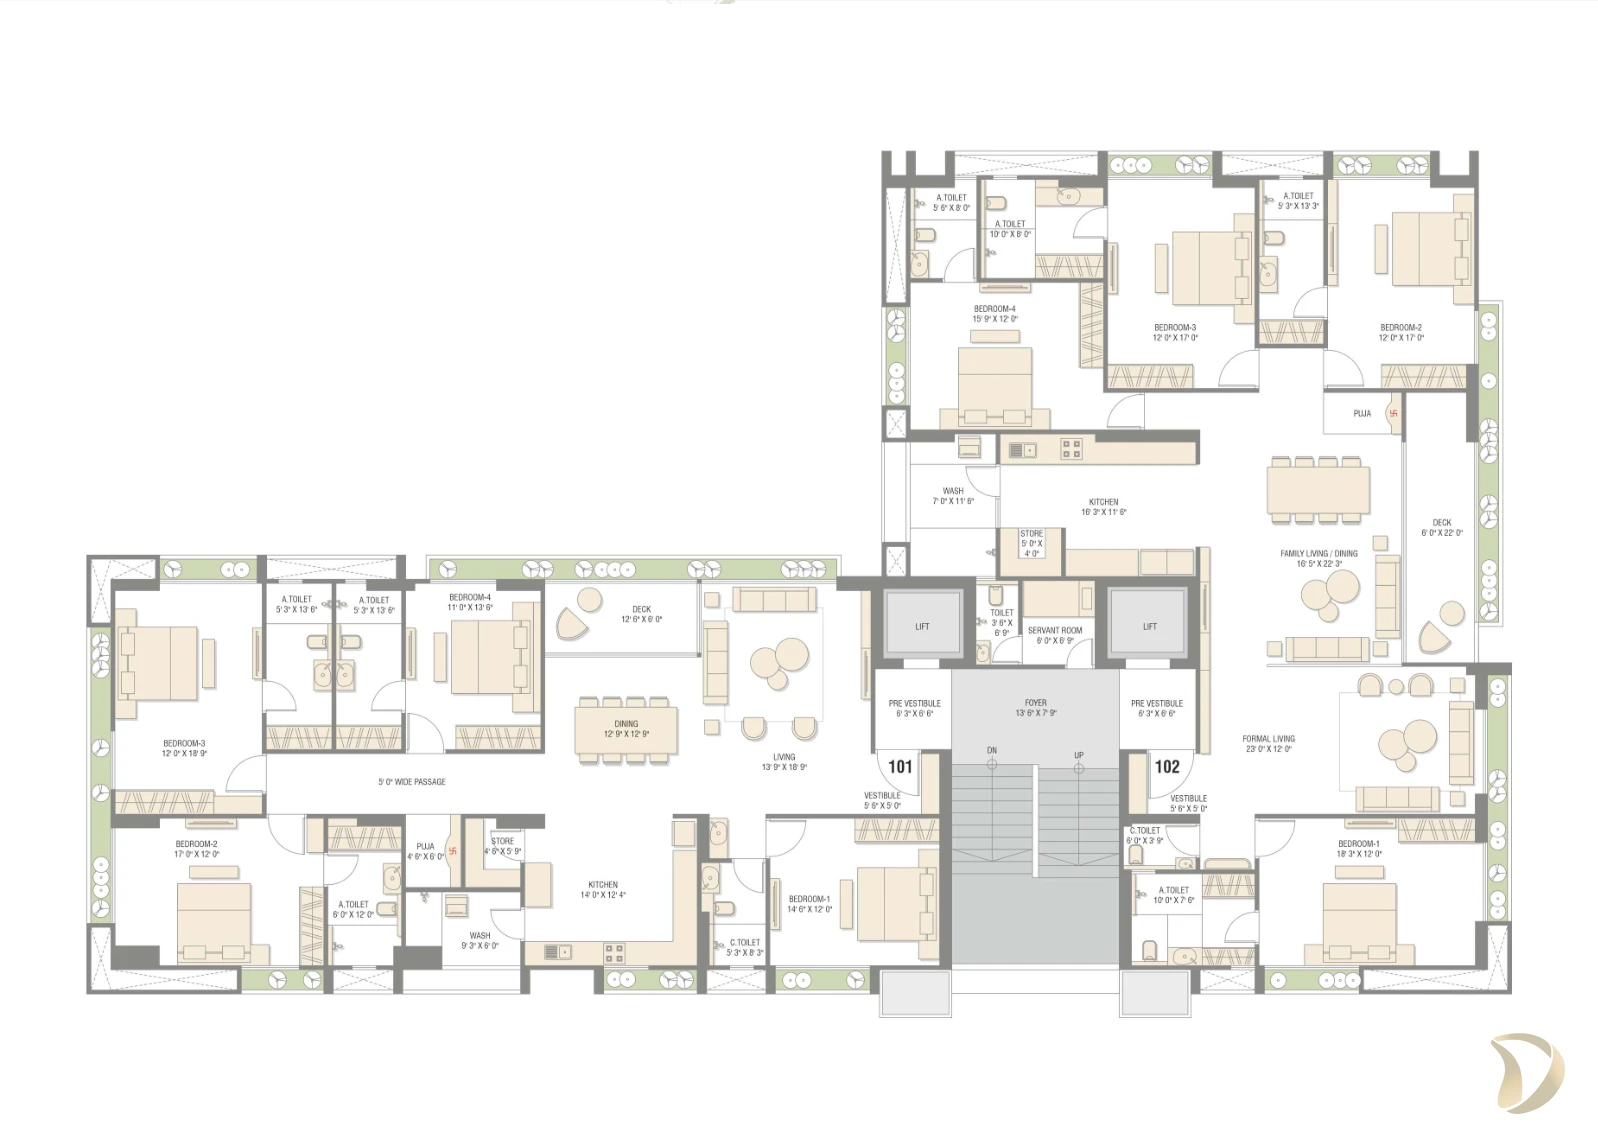 A.TOILET
5' 6" X 8' 0"
A.TOILET
10' 0" X 8' 0"
A.TOILET
5' 3" X 13' 3"
BEDROOM-4
15' 9" X 12' 0"
BEDROOM-3
12' 0" X 17' 0"
BEDROOM-2
12' 0" X 17' 0"
PUJA
卐
WASH
7' 0" X 11' 6"
KITCHEN
16' 3" X 11' 6"
STORE
5' 0" X
4' 0"
FAMILY LIVING / DINING
16' 5" X 22' 3"
DECK
6' 0" X 22' 0"
LIFT
TOILET
3' 6" X
6' 9"
SERVANT ROOM
6' 0" X 6' 9"
LIFT
PRE VESTIBULE
6' 3" X 6' 6"
FOYER
13' 6" X 7' 9"
PRE VESTIBULE
6' 3" X 6' 6"
FORMAL LIVING
23' 0" X 12' 0"
DN
UP
101
102
VESTIBULE
5' 6" X 5' 0"
VESTIBULE
5' 6" X 5' 0"
C.TOILET
6' 0" X 3' 9"
BEDROOM-1
18' 3" X 12' 0"
A.TOILET
10' 0" X 7' 6"
A.TOILET
5' 3" X 13' 6"
A.TOILET
5' 3" X 13' 6"
BEDROOM-4
11' 0" X 13' 6"
DECK
12' 6" X 6' 0"
BEDROOM-3
12' 0" X 18' 9"
DINING
12' 9" X 12' 9"
LIVING
13' 9" X 18' 9"
5' 0" WIDE PASSAGE
BEDROOM-2
17' 0" X 12' 0"
PUJA
4' 6" X 6' 0"
卐
STORE
4' 6" X 5' 9"
KITCHEN
14' 0" X 12' 4"
A.TOILET
6' 0" X 12' 0"
WASH
9' 3" X 6' 0"
C.TOILET
5' 3" X 8' 3"
BEDROOM-1
14' 6" X 12' 0"